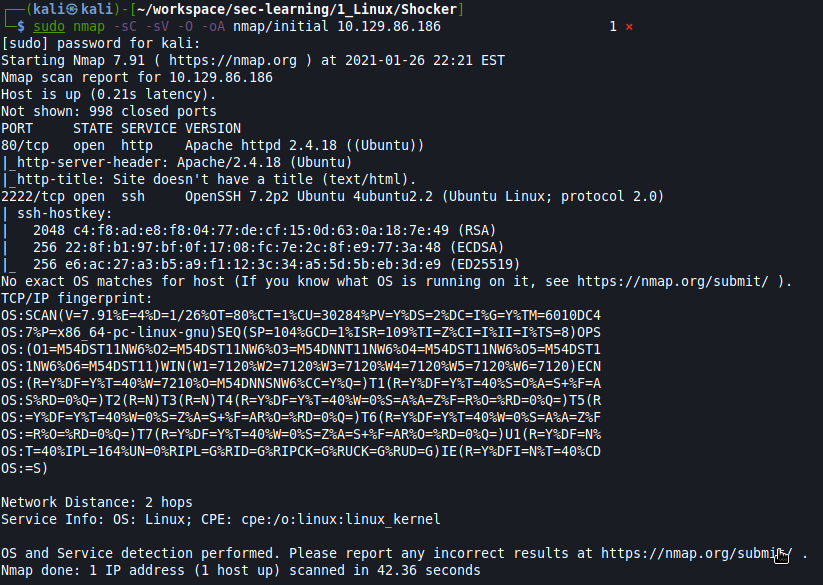 ┌──(kali㉿kali)-[~/workspace/sec-learning/1_Linux/Shocker]
└─$ sudo nmap -sC -sV -O -oA nmap/initial 10.129.86.186 1 ⨯
[sudo] password for kali:
Starting Nmap 7.91 ( https://nmap.org ) at 2021-01-26 22:21 EST
Nmap scan report for 10.129.86.186
Host is up (0.21s latency).
Not shown: 998 closed ports
PORT     STATE SERVICE VERSION
80/tcp   open  http    Apache httpd 2.4.18 ((Ubuntu))
|_http-server-header: Apache/2.4.18 (Ubuntu)
|_http-title: Site doesn't have a title (text/html).
2222/tcp open  ssh     OpenSSH 7.2p2 Ubuntu 4ubuntu2.2 (Ubuntu Linux; protocol 2.0)
| ssh-hostkey:
|   2048 c4:f8:ad:e8:f8:04:77:de:cf:15:0d:63:0a:18:7e:49 (RSA)
|   256 22:8f:b1:97:bf:0f:17:08:fc:7e:2c:8f:e9:77:3a:48 (ECDSA)
|_  256 e6:ac:27:a3:b5:a9:f1:12:3c:34:a5:5d:5b:eb:3d:e9 (ED25519)
No exact OS matches for host (If you know what OS is running on it, see https://nmap.org/submit/ ).
TCP/IP fingerprint:
OS:SCAN(V=7.91%E=4%D=1/26%OT=80%CT=1%CU=30284%PV=Y%DS=2%DC=I%G=Y%TM=6010DC4
OS:7%P=x86_64-pc-linux-gnu)SEQ(SP=104%GCD=1%ISR=109%TI=Z%CI=I%II=I%TS=8)OPS
OS:(O1=M54DST11NW6%O2=M54DST11NW6%O3=M54DNNT11NW6%O4=M54DST11NW6%O5=M54DST1
OS:1NW6%O6=M54DST11)WIN(W1=7120%W2=7120%W3=7120%W4=7120%W5=7120%W6=7120)ECN
OS:(R=Y%DF=Y%T=40%W=7210%O=M54DNNSNW6%CC=Y%Q=)T1(R=Y%DF=Y%T=40%S=O%A=S+%F=A
OS:S%RD=0%Q=)T2(R=N)T3(R=N)T4(R=Y%DF=Y%T=40%W=0%S=A%A=Z%F=R%O=%RD=0%Q=)T5(R
OS:=Y%DF=Y%T=40%W=0%S=Z%A=S+%F=AR%O=%RD=0%Q=)T6(R=Y%DF=Y%T=40%W=0%S=A%A=Z%F
OS:=R%O=%RD=0%Q=)T7(R=Y%DF=Y%T=40%W=0%S=Z%A=S+%F=AR%O=%RD=0%Q=)U1(R=Y%DF=N%
OS:T=40%IPL=164%UN=0%RIPL=G%RID=G%RIPCK=G%RUCK=G%RUD=G)IE(R=Y%DFI=N%T=40%CD
OS:=S)
Network Distance: 2 hops
Service Info: OS: Linux; CPE: cpe:/o:linux:linux_kernel
OS and Service detection performed. Please report any incorrect results at https://nmap.org/submit/ .
Nmap done: 1 IP address (1 host up) scanned in 42.36 seconds